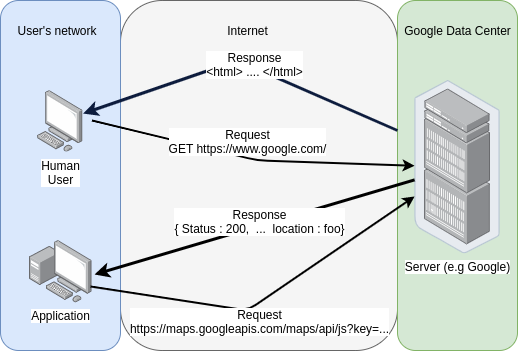 User's network
Internet
Google Data Center
Response
<html> .... </html>
Request
GET https://www.google.com/
Human
User
Response
{ Status : 200,  ...  location : foo}
Server (e.g Google)
Application
Request
https://maps.googleapis.com/maps/api/js?key=...